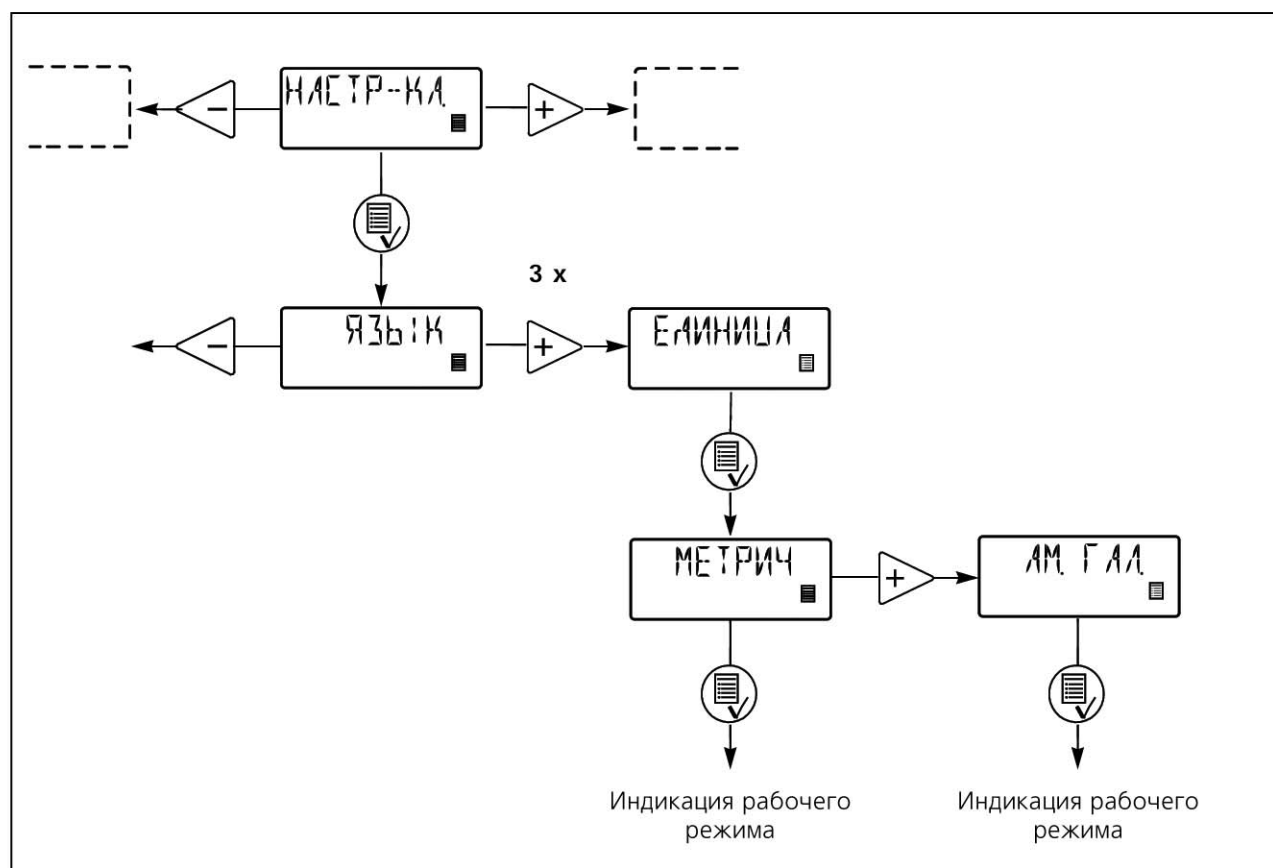 НАСТР-КА.
3 x
ЯЗЫК
ЕДИНИЦА
МЕТРИЧ
АМ. ГАЛ.
Индикация рабочего
режима
Индикация рабочего
режима